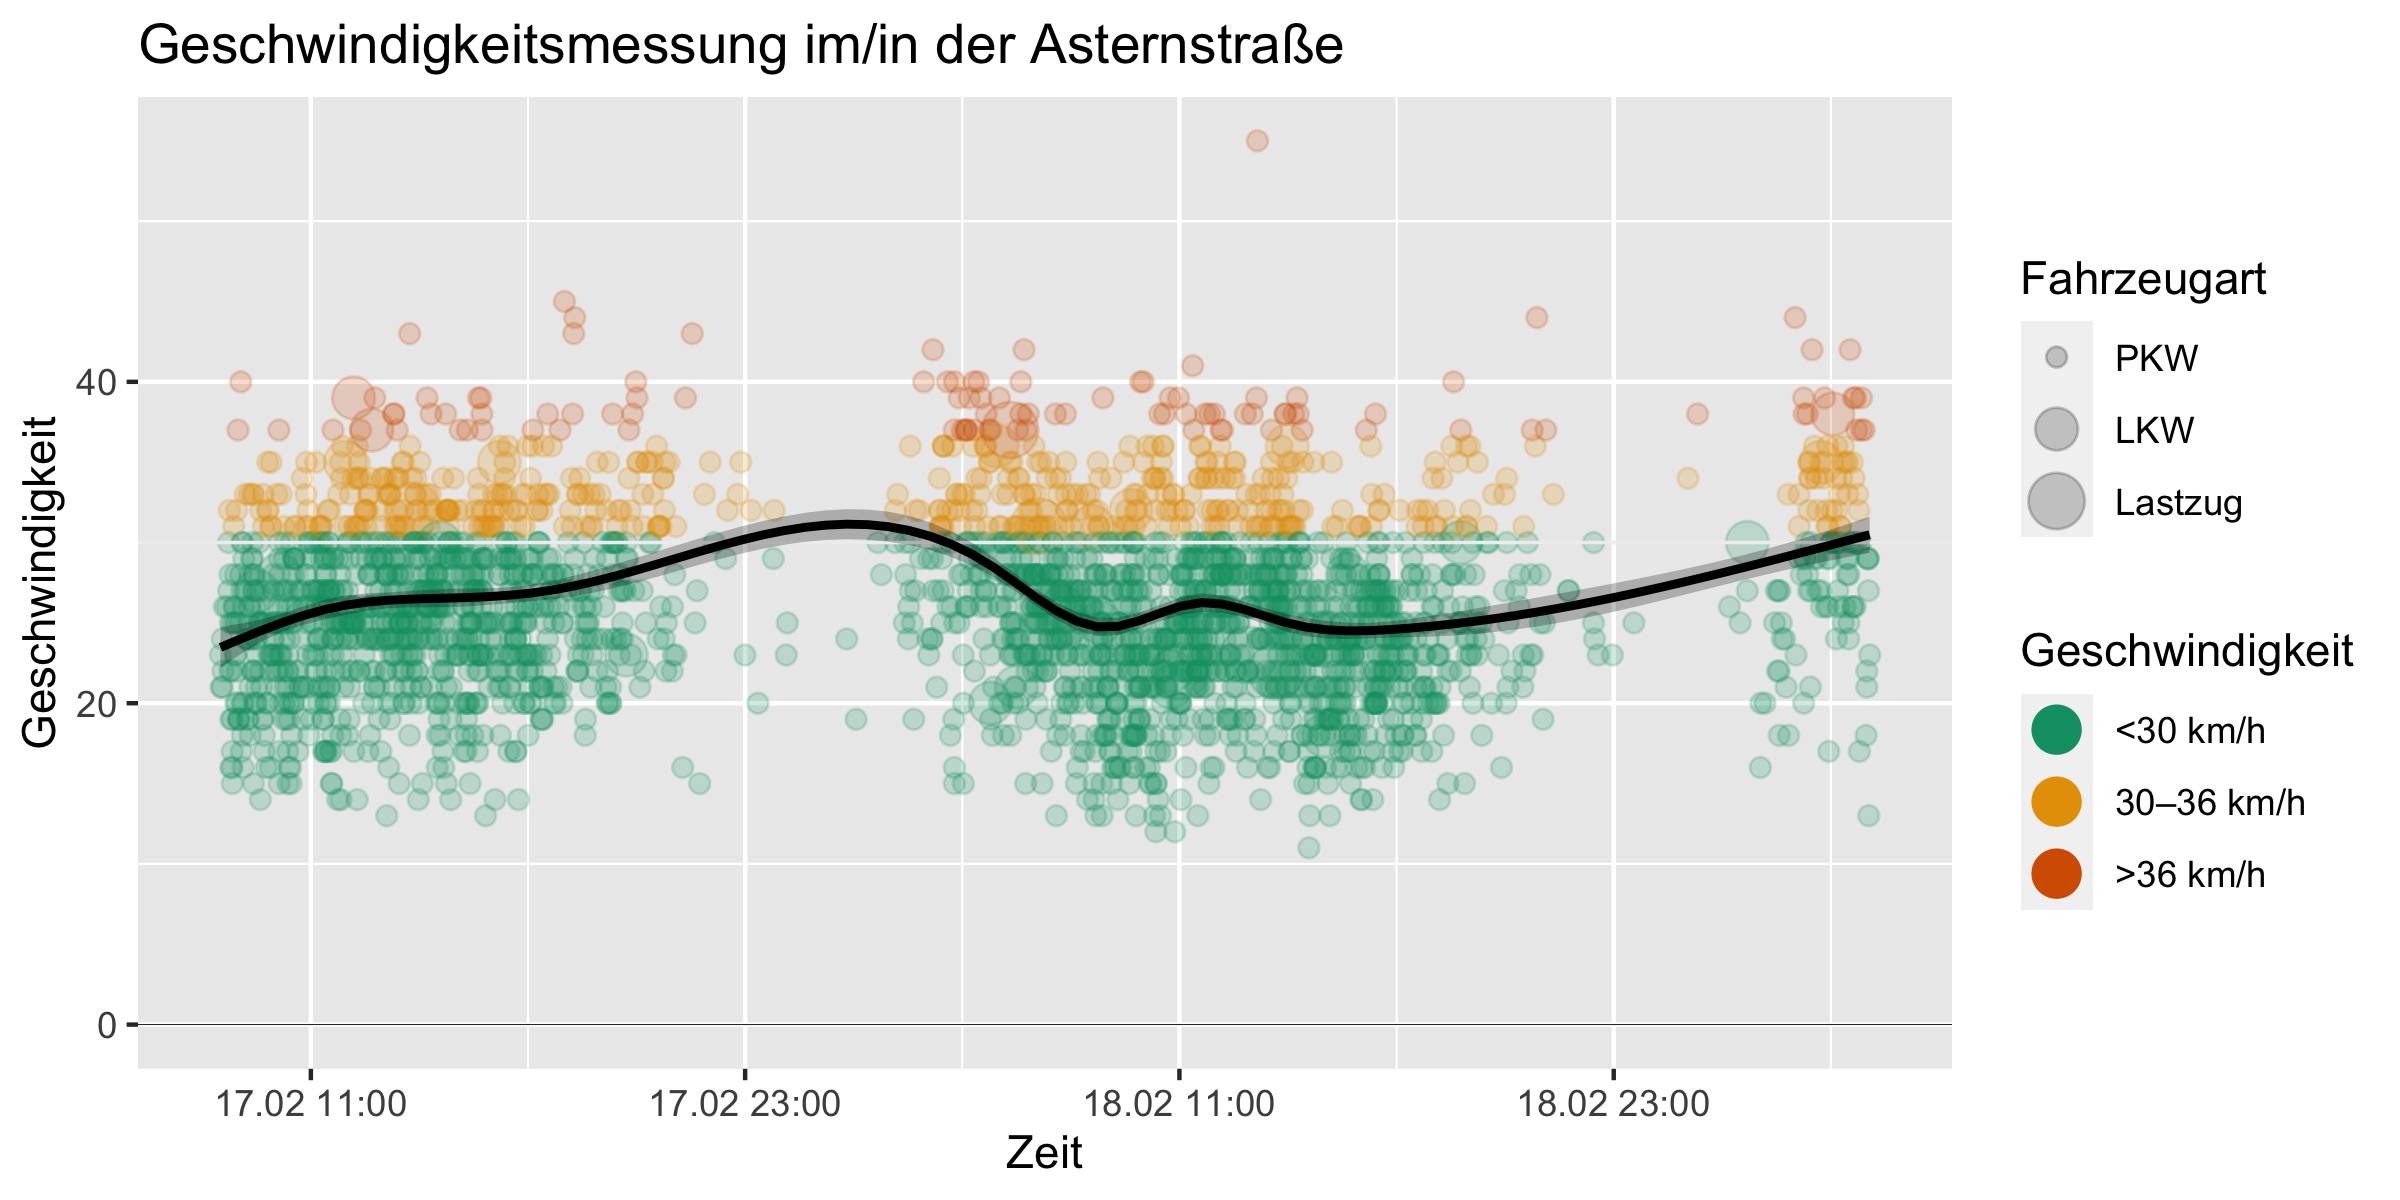 Geschwindigkeitsmessung im/in der Asternstraße
Geschwindigkeit
40
20
0
17.02 11:00
17.02 23:00
18.02 11:00
18.02 23:00
Zeit
Fahrzeugart
PKW
LKW
Lastzug
Geschwindigkeit
<30 km/h
30–36 km/h
>36 km/h